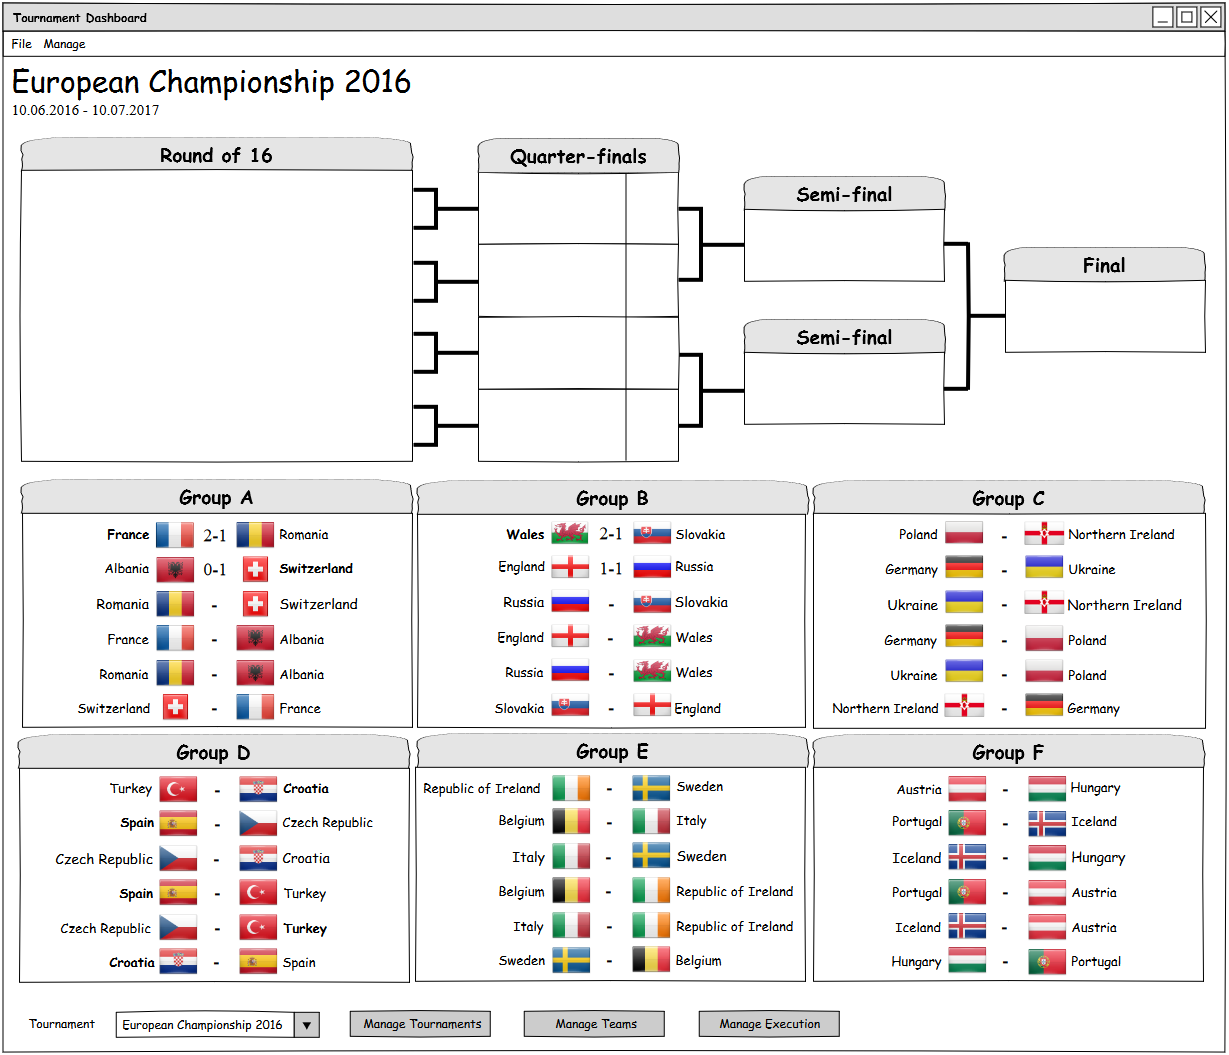 Tournament Dashboard
File Manage
European Championship 2016
10.06.2016 - 10.07.2017
Round of 16
Quarter-finals
Semi-final
Final
Semi-final
Group A
France 2-1 Romania
Albania 0-1 Switzerland
Romania - Switzerland
France - Albania
Romania - Albania
Switzerland - France
Group B
Wales 2-1 Slovakia
England 1-1 Russia
Russia - Slovakia
England - Wales
Russia - Wales
Slovakia - England
Group C
Poland - Northern Ireland
Germany - Ukraine
Ukraine - Northern Ireland
Germany - Poland
Ukraine - Poland
Northern Ireland - Germany
Group D
Turkey - Croatia
Spain - Czech Republic
Czech Republic - Croatia
Spain - Turkey
Czech Republic - Turkey
Croatia - Spain
Group E
Republic of Ireland - Sweden
Belgium - Italy
Italy - Sweden
Belgium - Republic of Ireland
Italy - Republic of Ireland
Sweden - Belgium
Group F
Austria - Hungary
Portugal - Iceland
Iceland - Hungary
Portugal - Austria
Iceland - Austria
Hungary - Portugal
Tournament European Championship 2016 Manage Tournaments Manage Teams Manage Execution